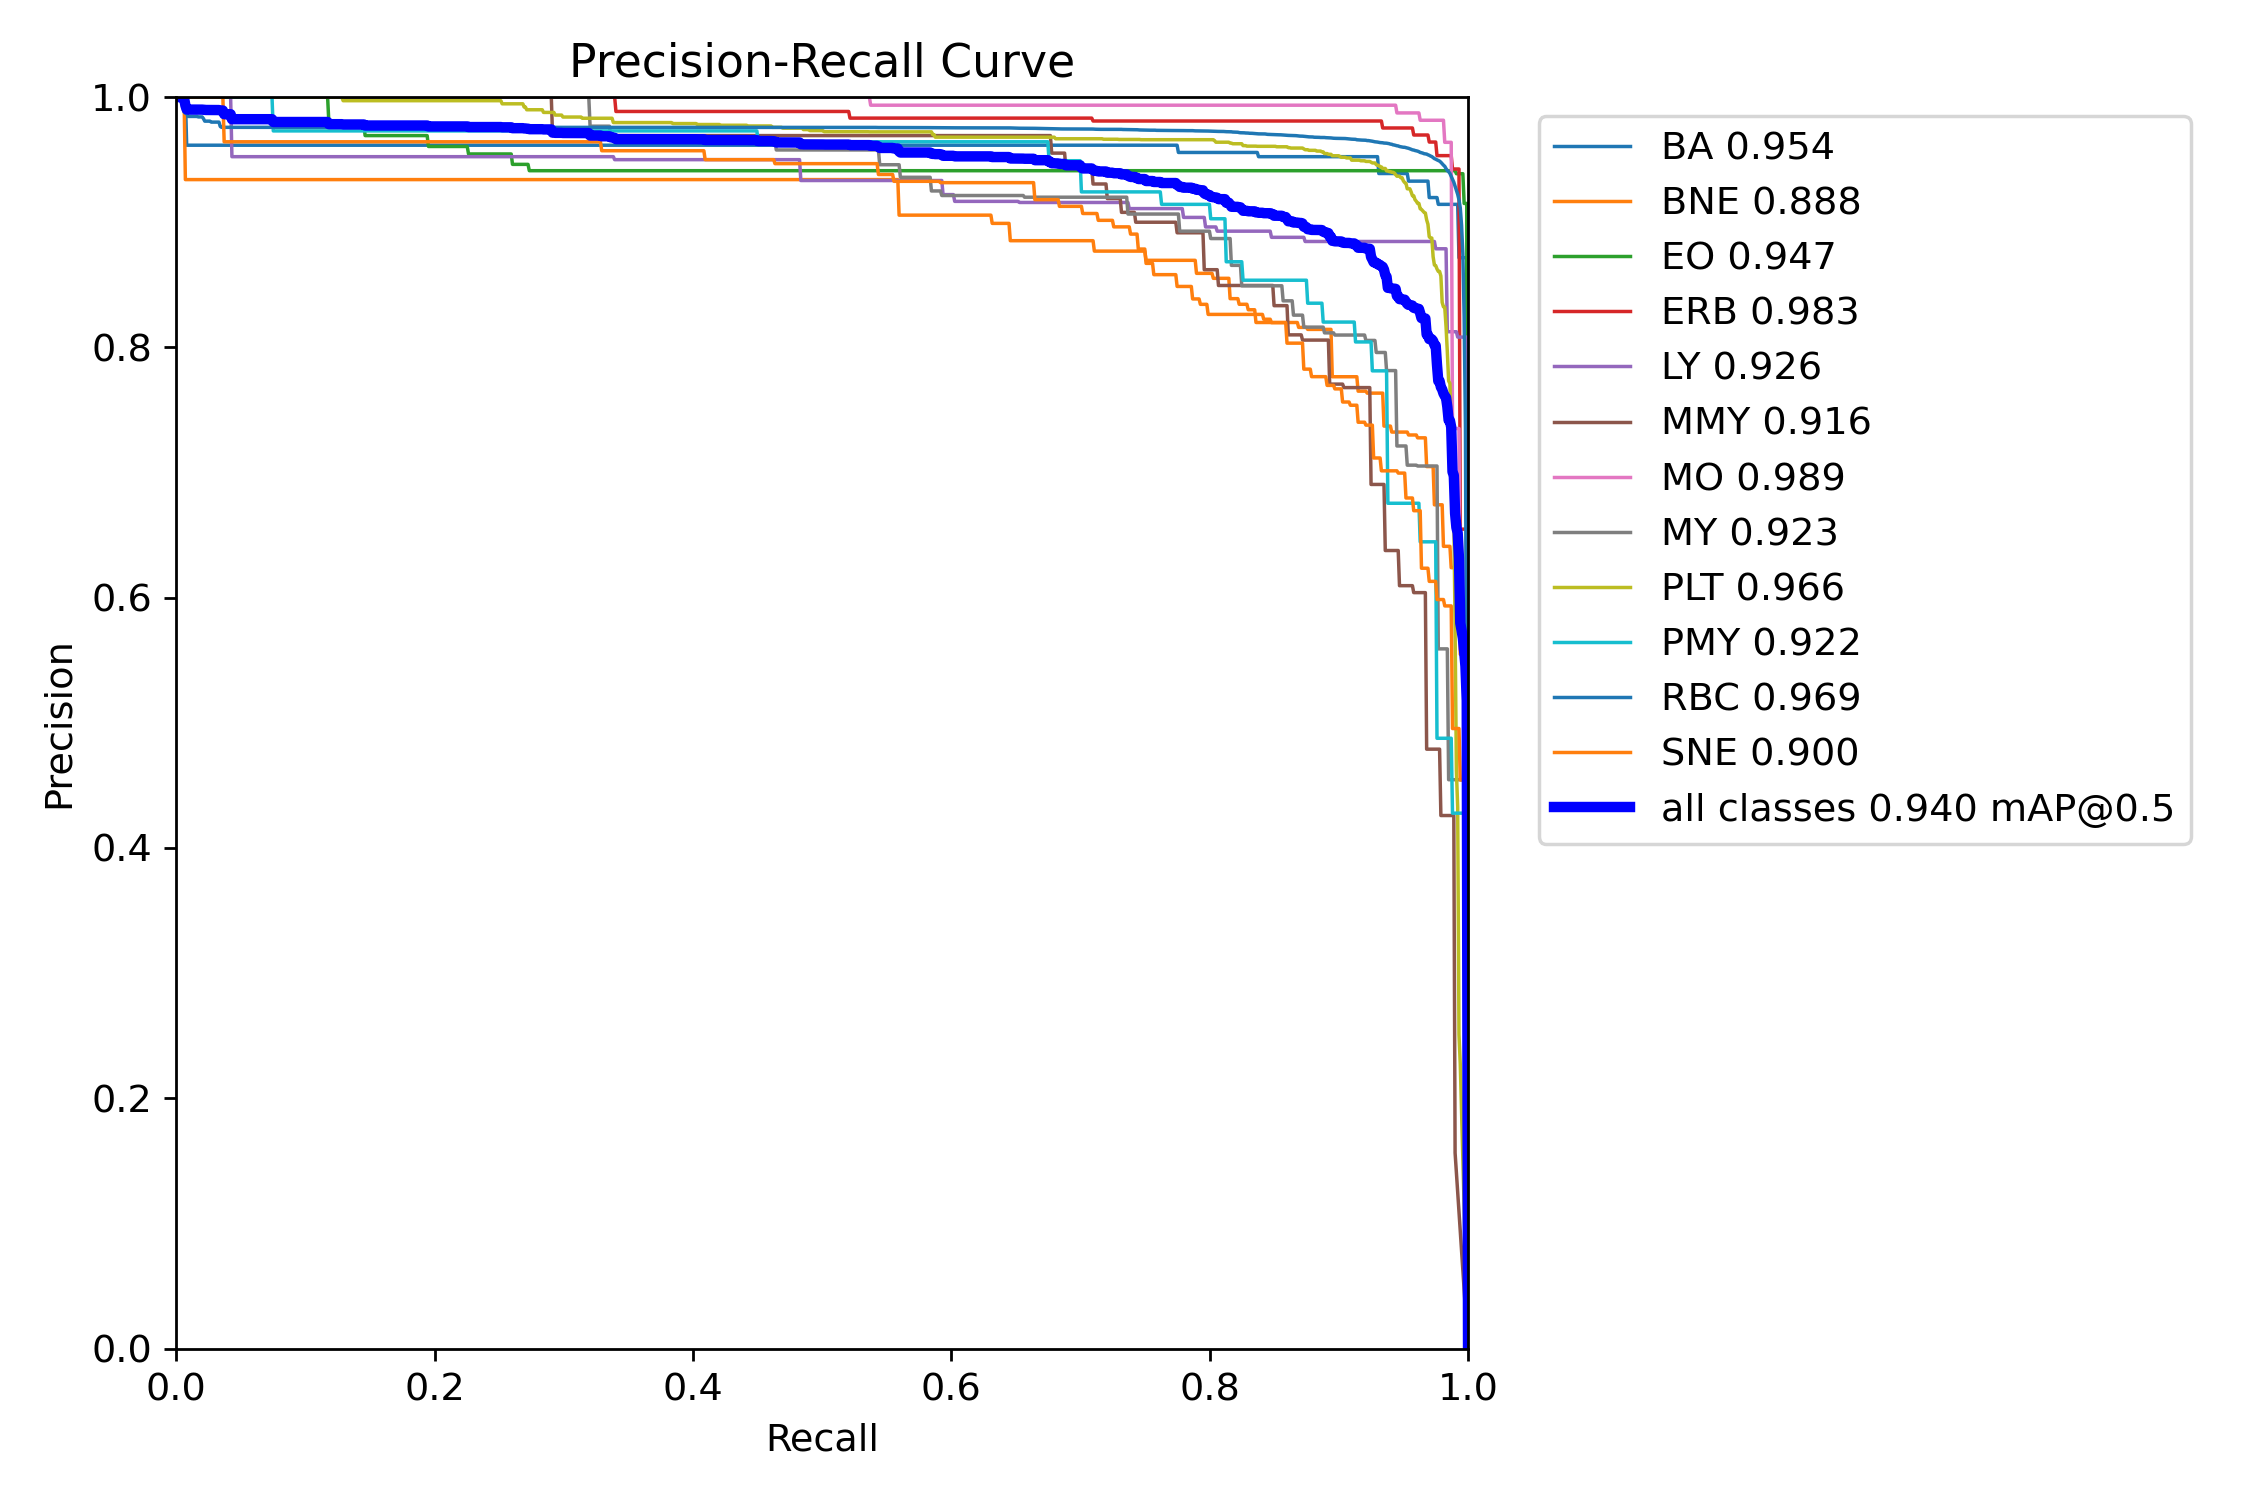 Precision-Recall Curve
1.0
0.8
0.6
0.4
0.2
0.0
Precision
0.0 0.2 0.4 0.6 0.8 1.0
Recall
BA 0.954
BNE 0.888
EO 0.947
ERB 0.983
LY 0.926
MMY 0.916
MO 0.989
MY 0.923
PLT 0.966
PMY 0.922
RBC 0.969
SNE 0.900
all classes 0.940 mAP@0.5